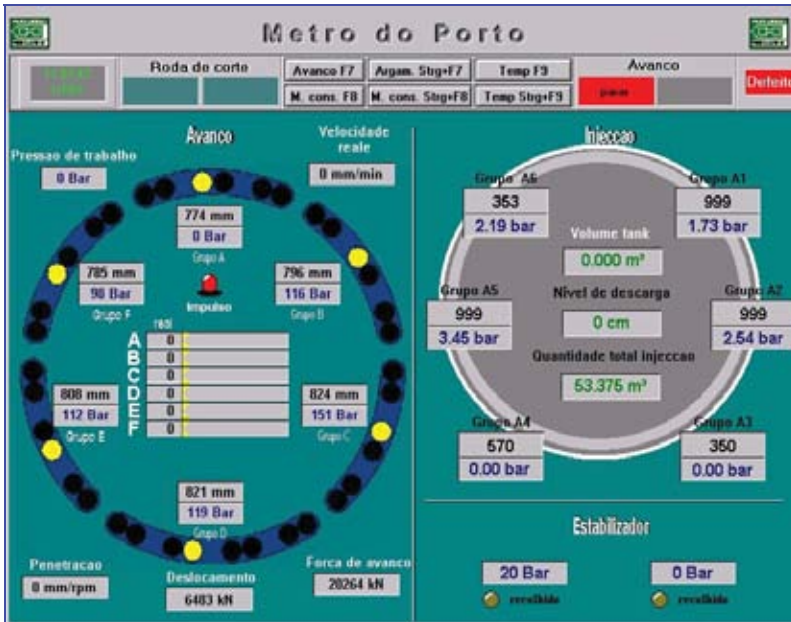 Metro do Porto
Roda de corte
Avanco F7
Argam. Strg+F7
Temp F9
M. cons. F8
M. cons. Strg+F8
Temp Strg+F9
Avanco
parar
Defeito
Avanco
Pressao de trabalho
0 Bar
Velocidade
reale
0 mm/min
774 mm
0 Bar
Grupo A
785 mm
98 Bar
Grupo F
Impulso
796 mm
116 Bar
Grupo B
real
A 0
B 0
C 0
D 0
E 0
F 0
808 mm
112 Bar
Grupo E
824 mm
151 Bar
Grupo C
821 mm
119 Bar
Grupo D
Penetracao
0 mm/rpm
Deslocamento
6483 kN
Forca de avanco
20264 kN
Injeccao
Grupo A6
353
2.19 bar
Grupo A1
999
1.73 bar
Volume tank
0.000 m³
Grupo A5
999
3.45 bar
Nivel de descarga
0 cm
Grupo A2
999
2.54 bar
Quantidade total injeccao
53.375 m³
Grupo A4
570
0.00 bar
Grupo A3
350
0.00 bar
Estabilizador
20 Bar
0 Bar
recolhido
recolhido